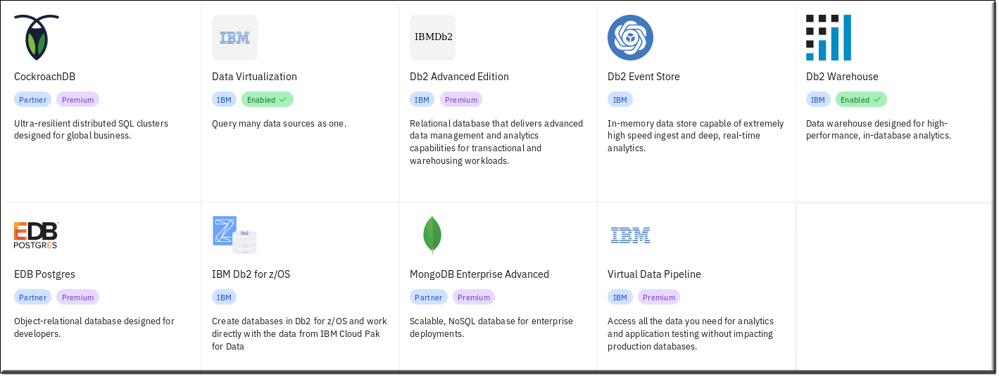 IBM
IBMDb2
CockroachDB
Data Virtualization
Db2 Advanced Edition
Db2 Event Store
Db2 Warehouse
Partner Premium
IBM Enabled
IBM Premium
IBM
IBM Enabled
Ultra-resilient distributed SQL clusters
designed for global business.
Query many data sources as one.
Relational database that delivers advanced
data management and analytics
capabilities for transactional and
warehousing workloads.
In-memory data store capable of extremely
high speed ingest and deep, real-time
analytics.
Data warehouse designed for high-
performance, in-database analytics.
EDB
POSTGRES
Z
Db2
IBM
EDB Postgres
IBM Db2 for z/OS
MongoDB Enterprise Advanced
Virtual Data Pipeline
Partner Premium
IBM
Partner Premium
IBM Premium
Object-relational database designed for
developers.
Create databases in Db2 for z/OS and work
directly with the data from IBM Cloud Pak
for Data
Scalable, NoSQL database for enterprise
deployments.
Access all the data you need for analytics
and application testing without impacting
production databases.